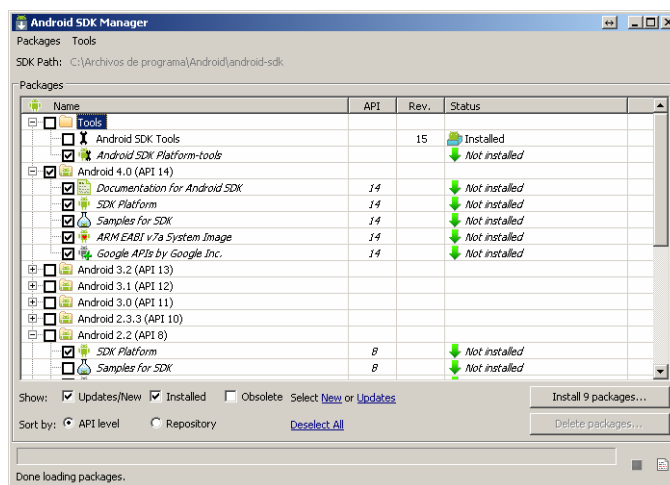 Android SDK Manager
Packages Tools
SDK Path: C:\Archivos de programa\Android\android-sdk
Packages
Name API Rev. Status
Tools
Android SDK Tools 15 Installed
Android SDK Platform-tools Not installed
Android 4.0 (API 14)
Documentation for Android SDK 14 Not installed
SDK Platform 14 Not installed
Samples for SDK 14 Not installed
ARM EABI v7a System Image 14 Not installed
Google APIs by Google Inc. 14 Not installed
Android 3.2 (API 13)
Android 3.1 (API 12)
Android 3.0 (API 11)
Android 2.3.3 (API 10)
Android 2.2 (API 8)
SDK Platform 8 Not installed
Samples for SDK 8 Not installed
Show: Updates/New Installed Obsolete Select New or Updates Install 9 packages...
Sort by: API level Repository Deselect All Delete packages...
Done loading packages.